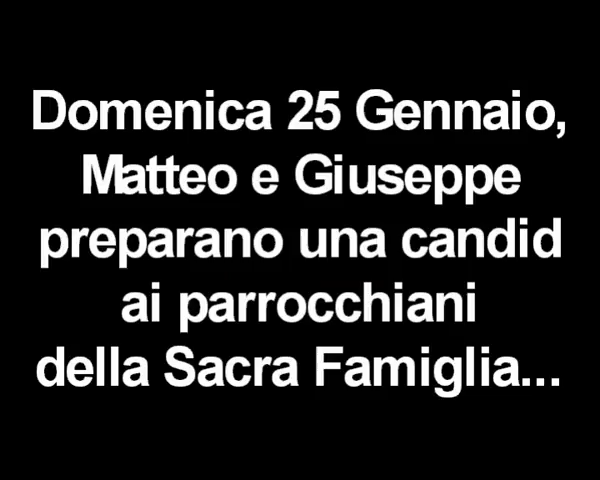 Domenica 25 Gennaio,
Matteo e Giuseppe
preparano una candid
ai parrocchiani
della Sacra Famiglia...